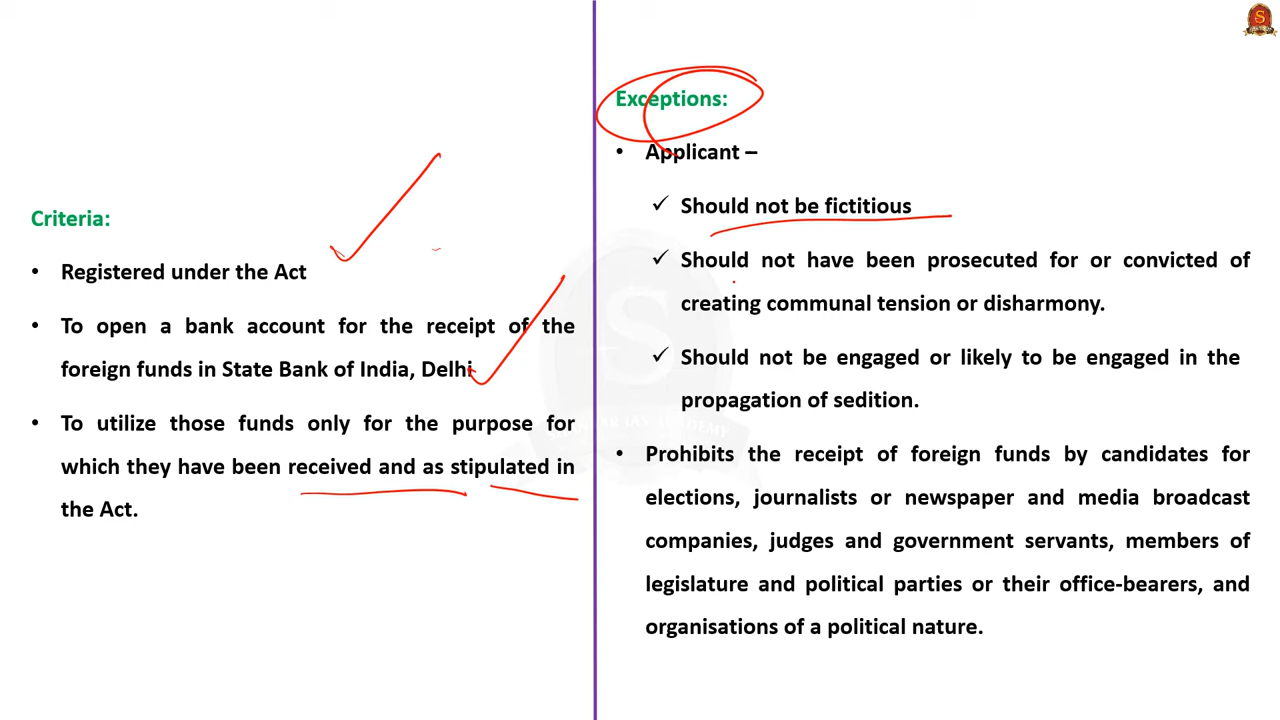 Criteria:
• Registered under the Act
• To open a bank account for the receipt of the
foreign funds in State Bank of India, Delhi
• To utilize those funds only for the purpose for
which they have been received and as stipulated in
the Act.
Exceptions:
• Applicant –
✓ Should not be fictitious
✓ Should not have been prosecuted for or convicted of
creating communal tension or disharmony.
✓ Should not be engaged or likely to be engaged in the
propagation of sedition.
• Prohibits the receipt of foreign funds by candidates for
elections, journalists or newspaper and media broadcast
companies, judges and government servants, members of
legislature and political parties or their office-bearers, and
organisations of a political nature.